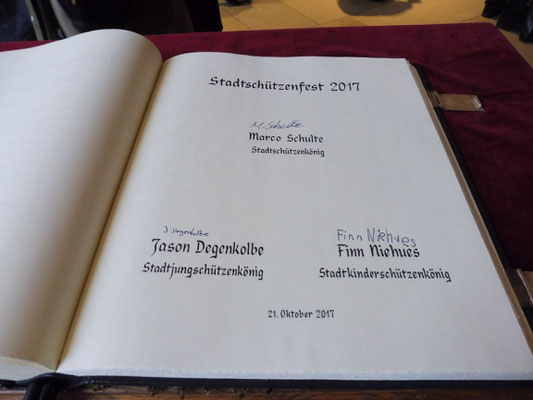 Stadtschützenfest 2017
M. Schulte
Marco Schulte
Stadtschützenkönig
J. Degenkolbe
Jason Degenkolbe
Stadtjungschützenkönig
Finn Niehues
Finn Niehues
Stadtkinderschützenkönig
21. Oktober 2017